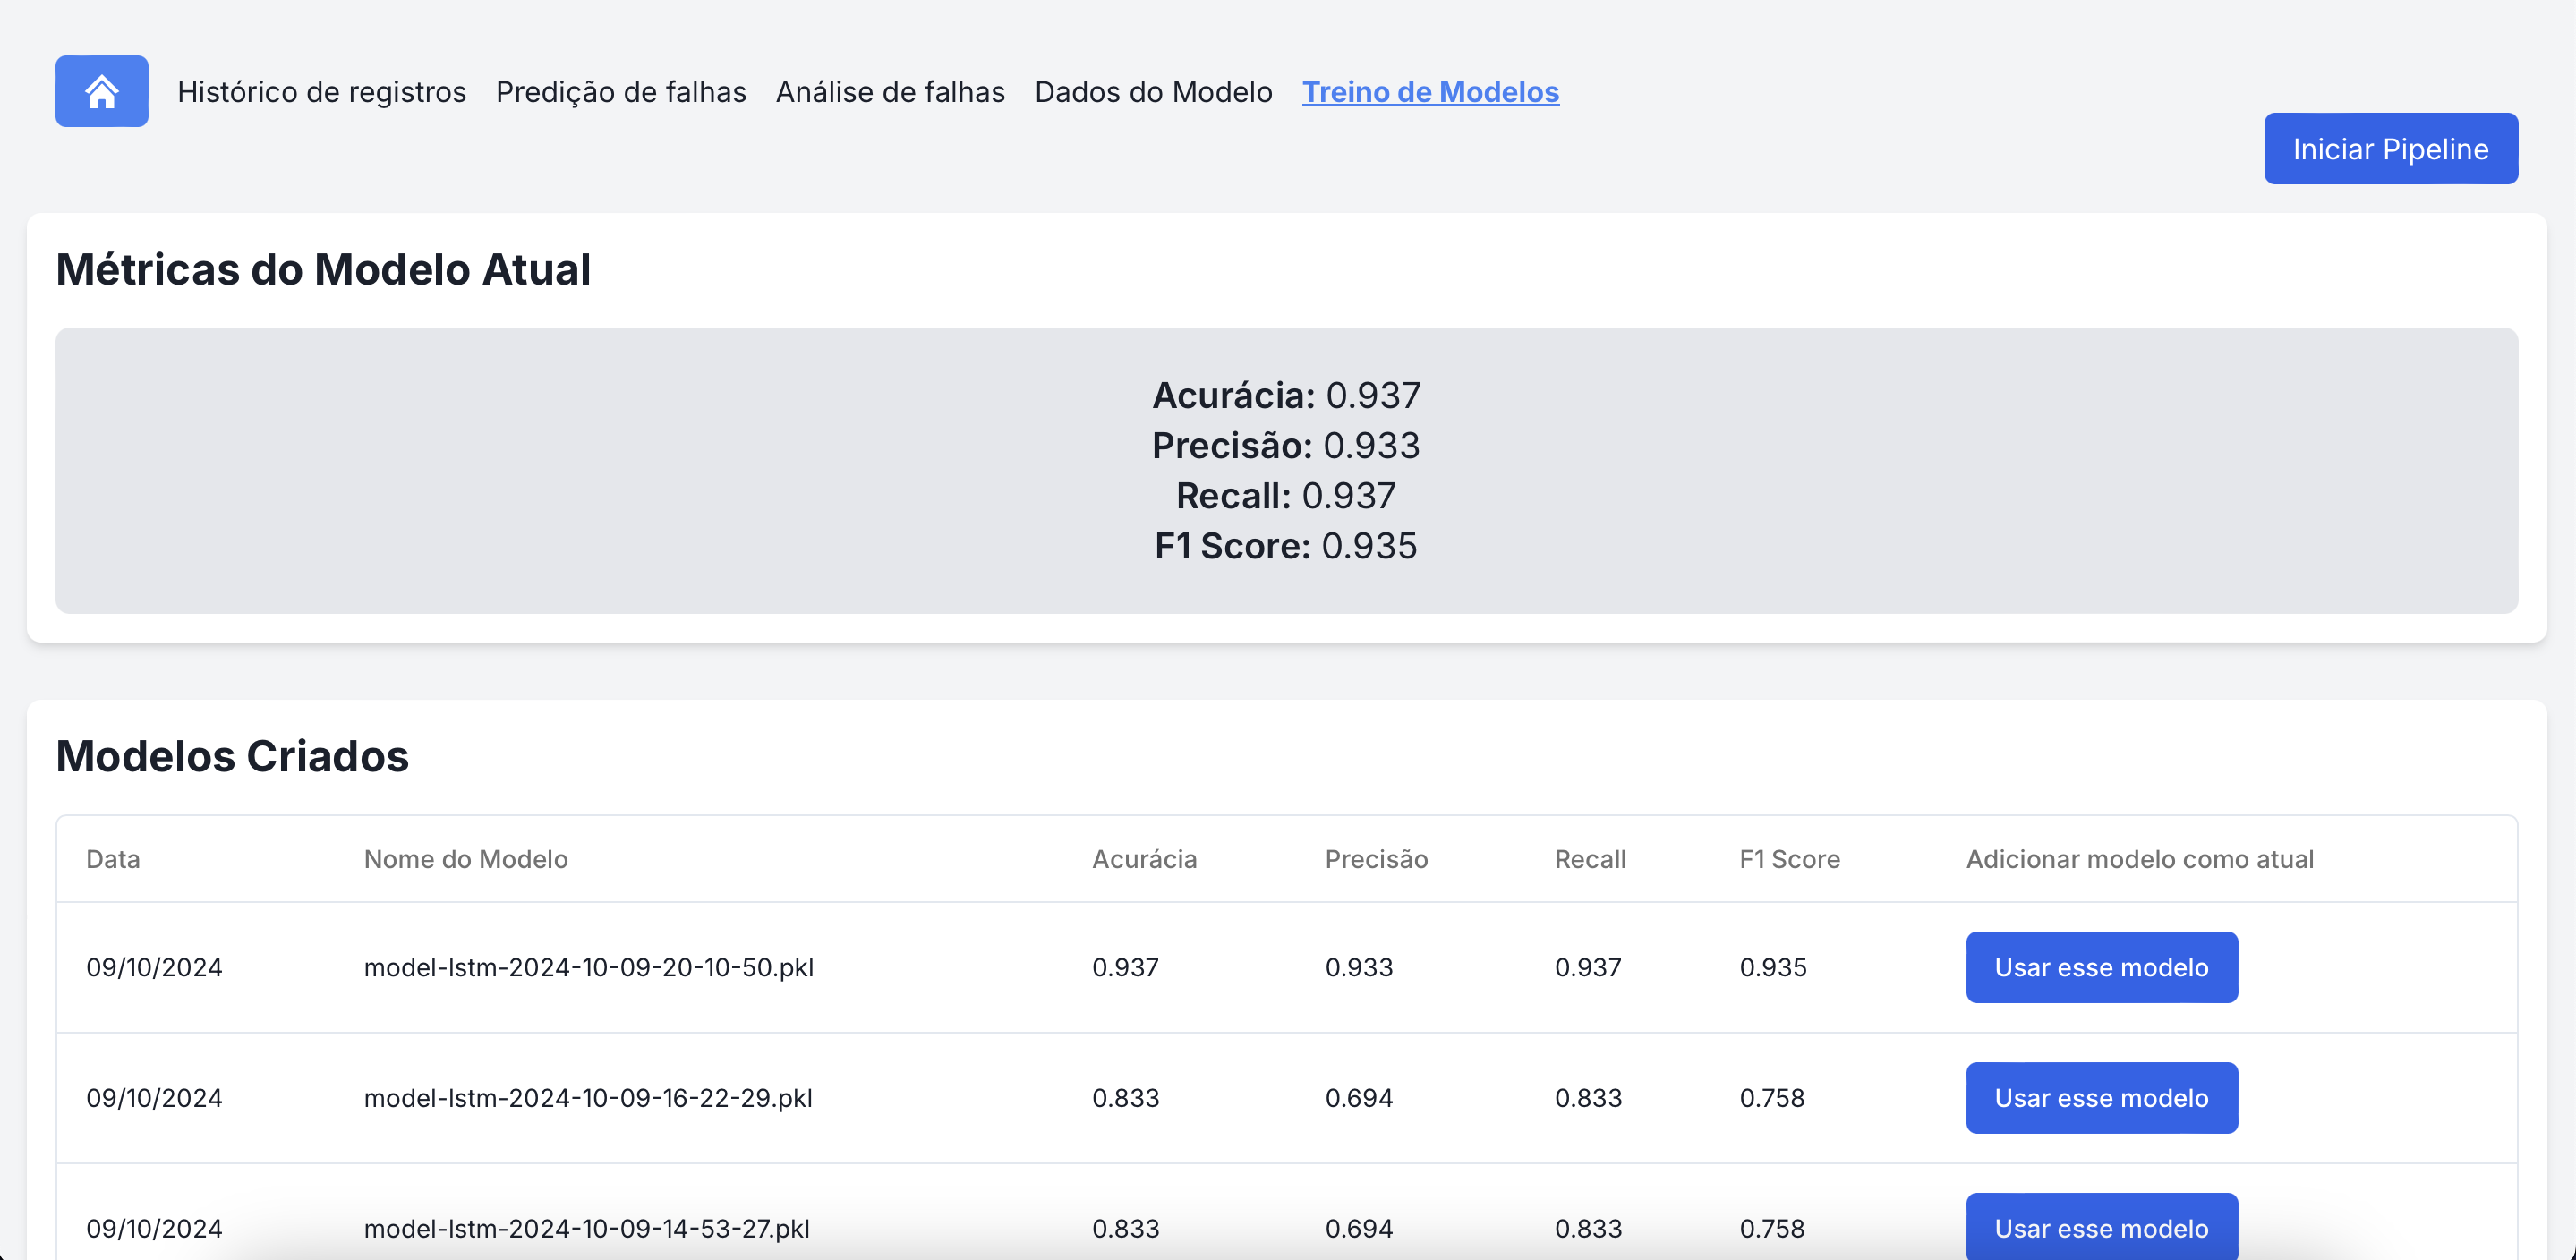 Histórico de registros Predição de falhas Análise de falhas Dados do Modelo Treino de Modelos
Iniciar Pipeline
Métricas do Modelo Atual
Acurácia: 0.937
Precisão: 0.933
Recall: 0.937
F1 Score: 0.935
Modelos Criados
Data Nome do Modelo Acurácia Precisão Recall F1 Score Adicionar modelo como atual
09/10/2024 model-lstm-2024-10-09-20-10-50.pkl 0.937 0.933 0.937 0.935 Usar esse modelo
09/10/2024 model-lstm-2024-10-09-16-22-29.pkl 0.833 0.694 0.833 0.758 Usar esse modelo
09/10/2024 model-lstm-2024-10-09-14-53-27.pkl 0.833 0.694 0.833 0.758 Usar esse modelo